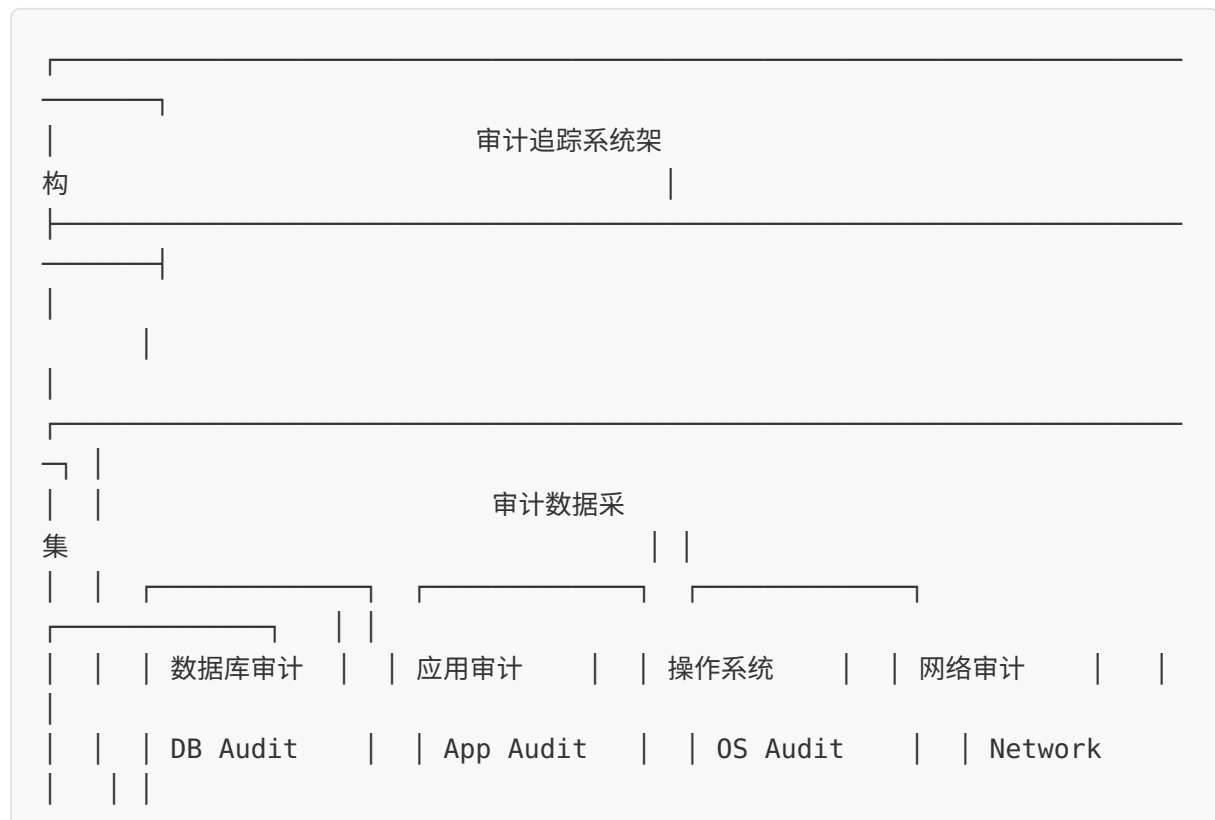 ┌──────────────────────────────────────────────────────────────────────
───────┐
│                          审计追踪系统架
构                                     │
├──────────────────────────────────────────────────────────────────────
───────┤
│
      │
│
┌──────────────────────────────────────────────────────────────────────
─┐ │
│  │                        审计数据采
集                                    │ │
│  │  ┌─────────────┐  ┌─────────────┐  ┌─────────────┐
┌─────────────┐   │ │
│  │  │ 数据库审计  │  │ 应用审计    │  │ 操作系统    │  │ 网络审计    │   │
│
│  │  │ DB Audit    │  │ App Audit   │  │ OS Audit    │  │ Network
│   │ │